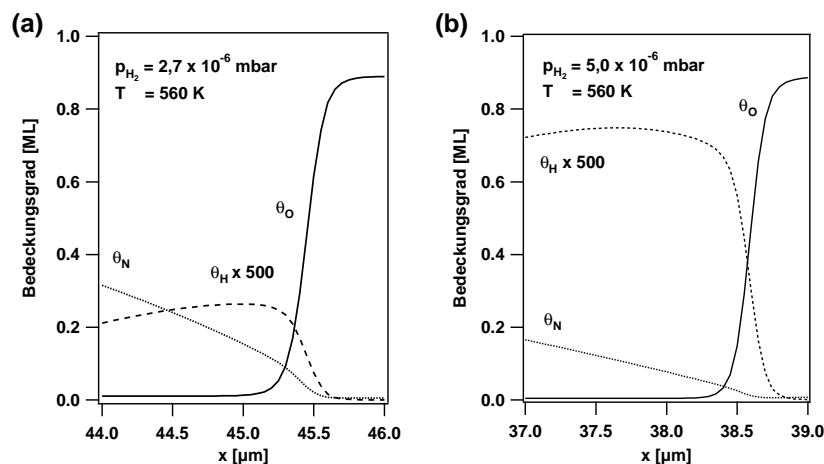 (a)
1.0
0.8
0.6
0.4
0.2
0.0
Bedeckungsgrad [ML]
p_H₂ = 2,7 x 10⁻⁶ mbar
T = 560 K
θ_O
θ_N
θ_H x 500
44.0 44.5 45.0 45.5 46.0
x [µm]
(b)
1.0
0.8
0.6
0.4
0.2
0.0
Bedeckungsgrad [ML]
p_H₂ = 5,0 x 10⁻⁶ mbar
T = 560 K
θ_O
θ_H x 500
θ_N
37.0 37.5 38.0 38.5 39.0
x [µm]